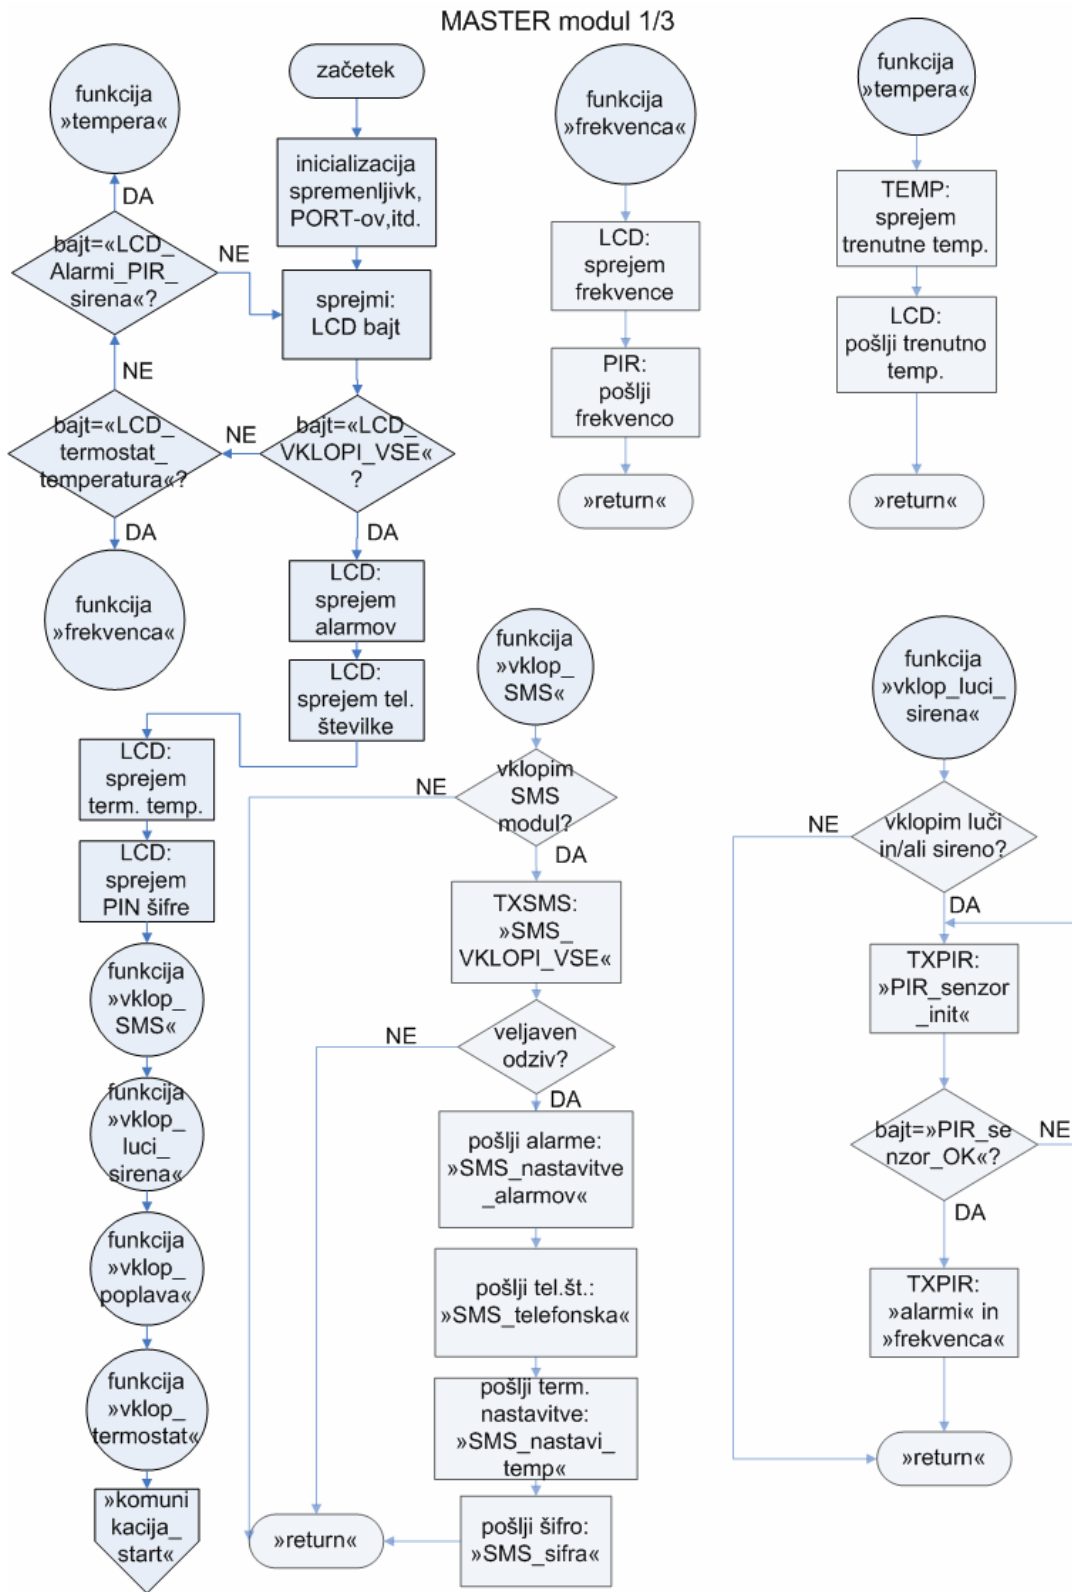 MASTER modul 1/3
funkcija
»tempera«
DA
bajt=«LCD_
Alarmi_PIR_
sirena«?
NE
NE
bajt=«LCD_
termostat_
temperatura«?
NE
DA
funkcija
»frekvenca«
začetek
inicializacija
spremenljivk,
PORT-ov,itd.
sprejmi:
LCD bajt
bajt=«LCD_
VKLOPI_VSE«
?
DA
LCD:
sprejem
alarmov
LCD:
sprejem tel.
številke
LCD:
sprejem
term. temp.
LCD:
sprejem
PIN šifre
funkcija
»vklop_
SMS«
funkcija
»vklop_
luci_
sirena«
funkcija
»vklop_
poplava«
funkcija
»vklop_
termostat«
»komuni
kacija_
start«
funkcija
»frekvenca«
LCD:
sprejem
frekvence
PIR:
pošlji
frekvenco
»return«
funkcija
»tempera«
TEMP:
sprejem
trenutne temp.
LCD:
pošlji trenutno
temp.
»return«
funkcija
»vklop_
SMS«
vklopim
SMS
modul?
NE
DA
TXSMS:
»SMS_
VKLOPI_VSE«
veljaven
odziv?
NE
DA
pošlji alarme:
»SMS_nastavitve
_alarmov«
pošlji tel.št.:
»SMS_telefonska«
pošlji term.
nastavitve:
»SMS_nastavi_
temp«
pošlji šifro:
»SMS_sifra«
»return«
funkcija
»vklop_luci_
sirena«
vklopim luči
in/ali sireno?
NE
DA
TXPIR:
»PIR_senzor
_init«
bajt=»PIR_se
nzor_OK«?
NE
DA
TXPIR:
»alarmi« in
»frekvenca«
»return«